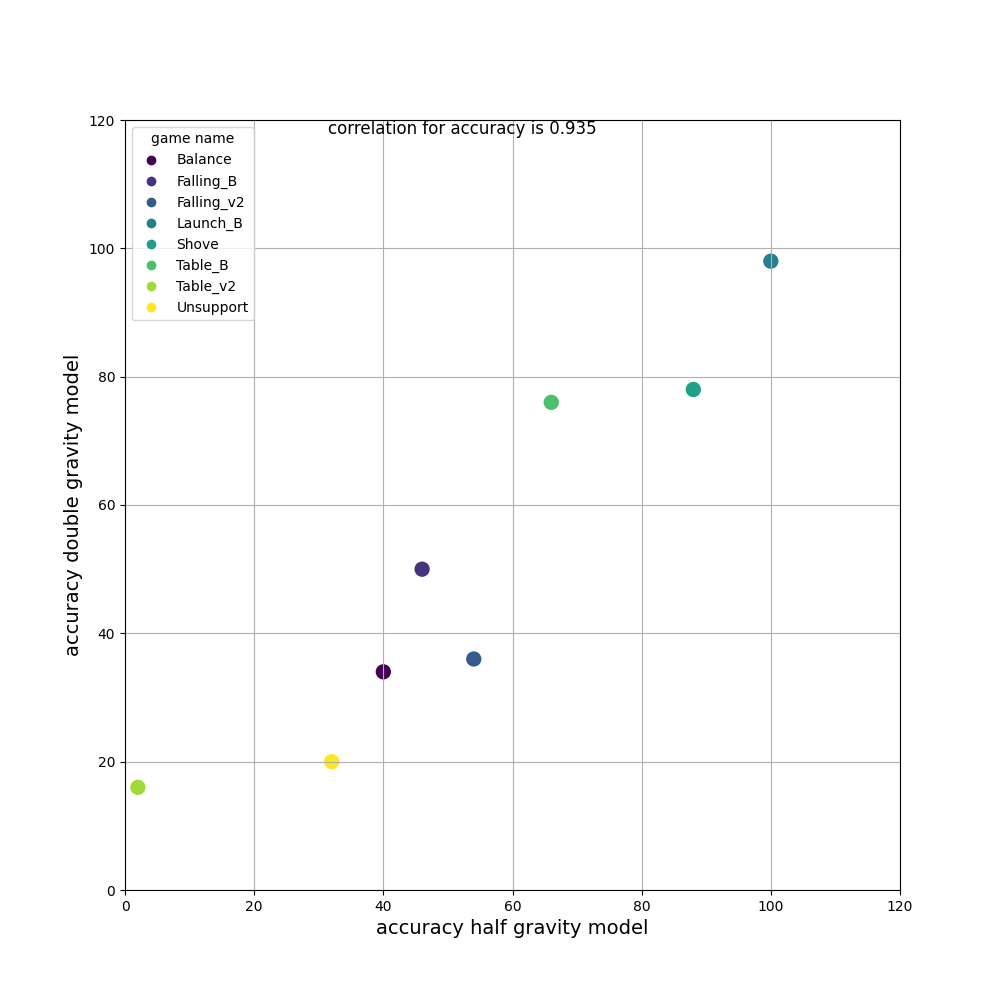 correlation for accuracy is 0.935
game name
Balance
Falling_B
Falling_v2
Launch_B
Shove
Table_B
Table_v2
Unsupport
accuracy double gravity model
120
100
80
60
40
20
0
0 20 40 60 80 100 120
accuracy half gravity model